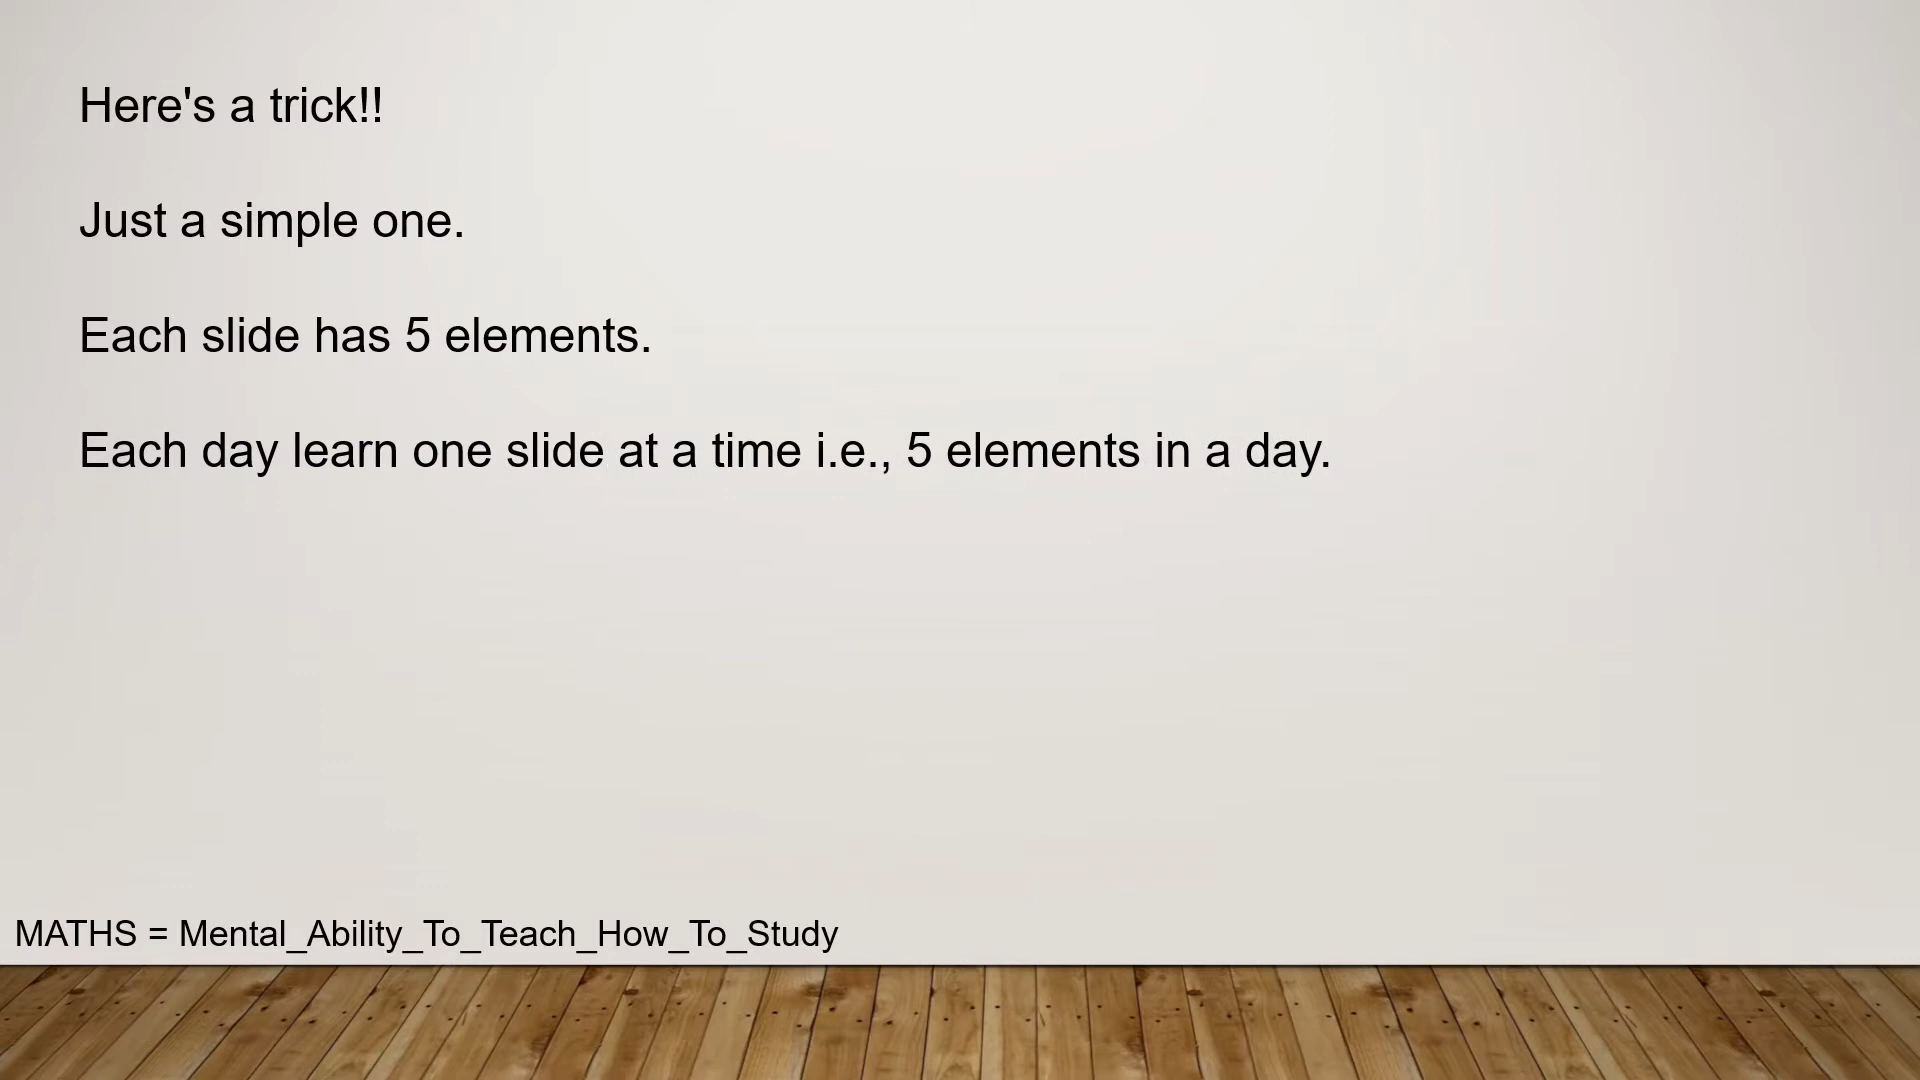 Here's a trick!!
Just a simple one.
Each slide has 5 elements.
Each day learn one slide at a time i.e., 5 elements in a day.
MATHS = Mental_Ability_To_Teach_How_To_Study